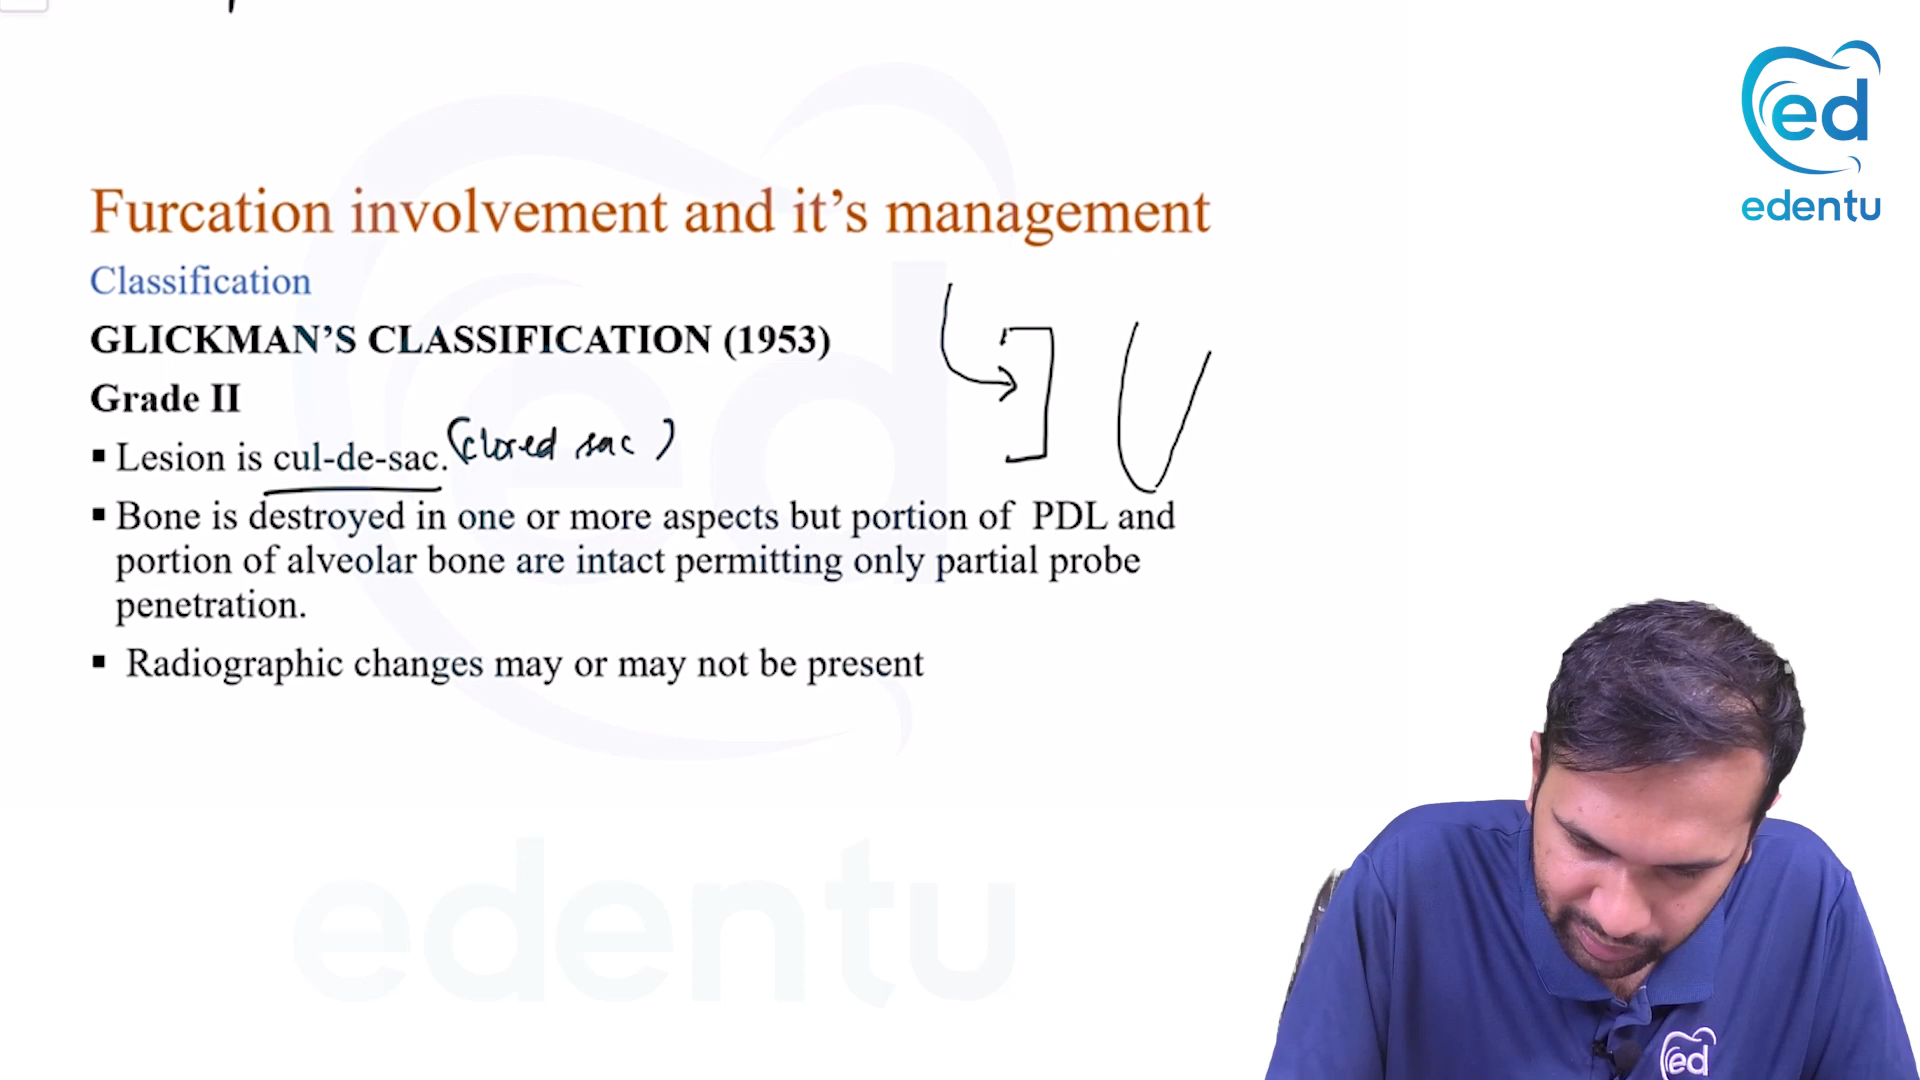 ed
edentu
Furcation involvement and it’s management
Classification
GLICKMAN’S CLASSIFICATION (1953)
Grade II
▪ Lesion is cul-de-sac. (closed sac)
▪ Bone is destroyed in one or more aspects but portion of PDL and
portion of alveolar bone are intact permitting only partial probe
penetration.
▪ Radiographic changes may or may not be present
ed
edentu
ed